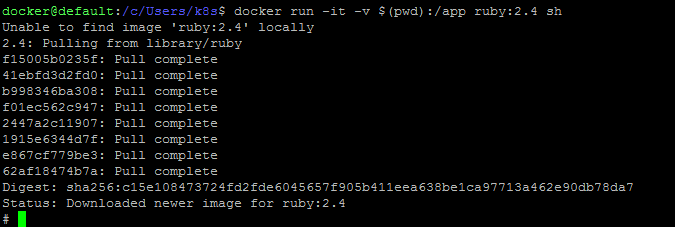 docker@default:/c/Users/k8s$ docker run -it -v $(pwd):/app ruby:2.4 sh
Unable to find image 'ruby:2.4' locally
2.4: Pulling from library/ruby
f15005b0235f: Pull complete
41ebfd3d2fd0: Pull complete
b998346ba308: Pull complete
f01ec562c947: Pull complete
2447a2c11907: Pull complete
1915e6344d7f: Pull complete
e867cf779be3: Pull complete
62af18474b7a: Pull complete
Digest: sha256:c15e108473724fd2fde6045657f905b411eea638be1ca97713a462e90db78da7
Status: Downloaded newer image for ruby:2.4
#